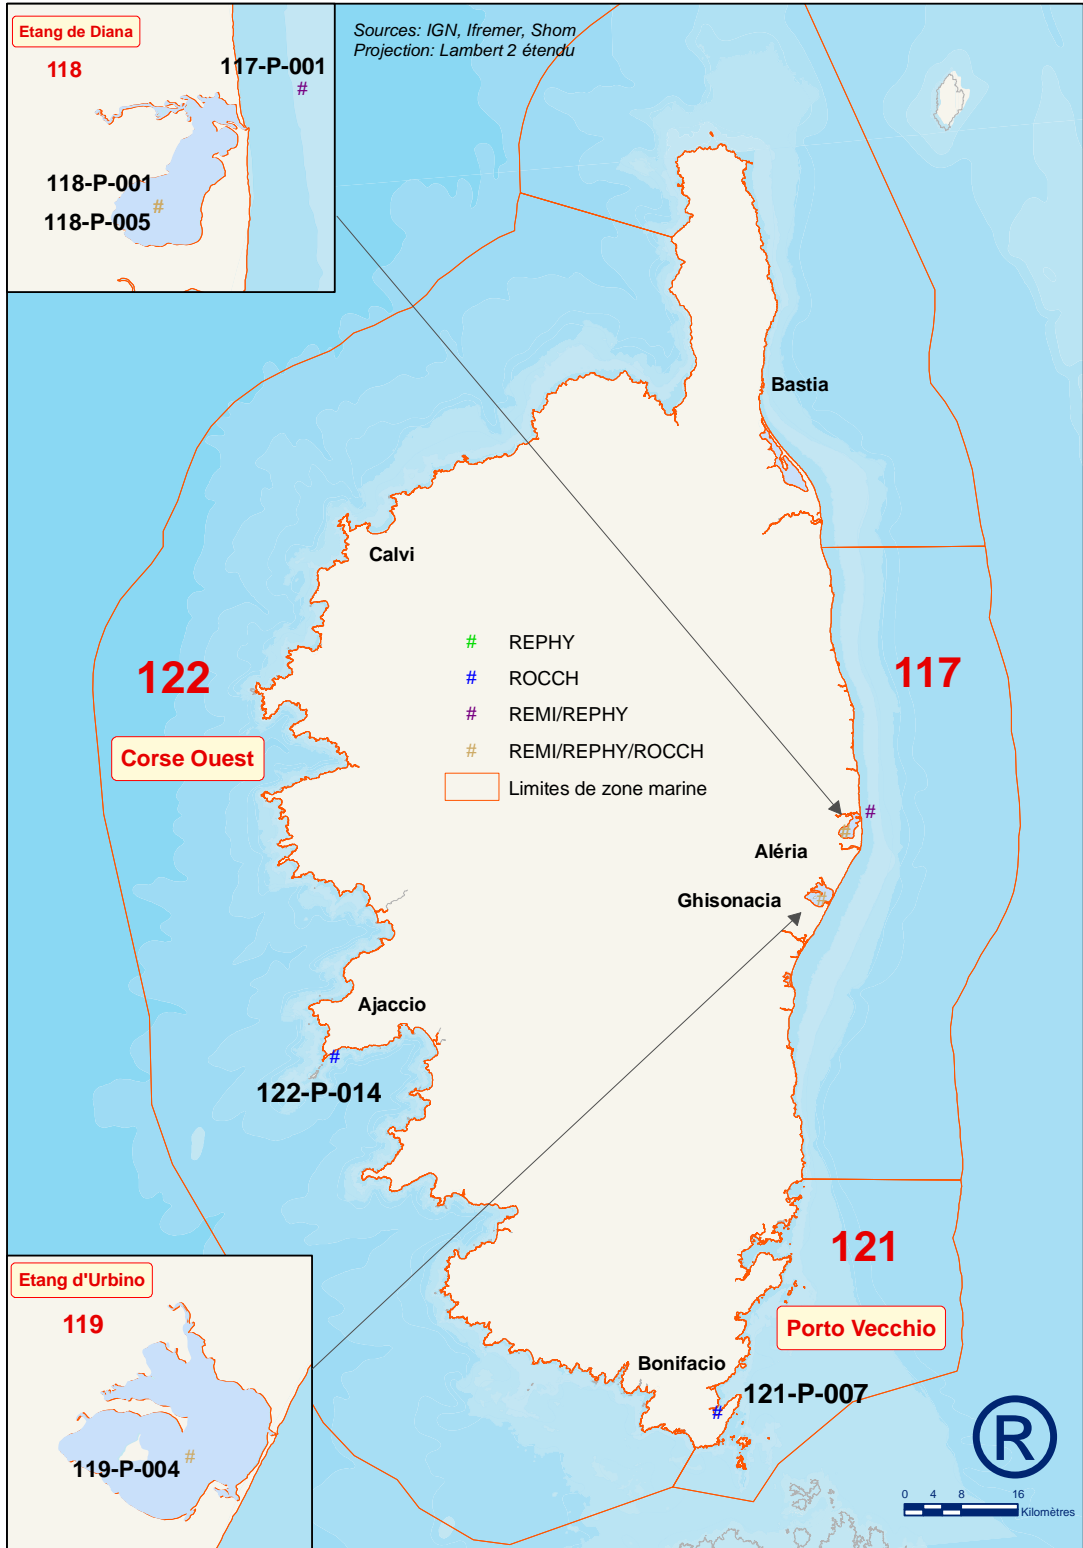 Etang de Diana
118
117-P-001
#
118-P-001
#
118-P-005
Sources: IGN, Ifremer, Shom
Projection: Lambert 2 étendu
Bastia
Calvi
# REPHY
# ROCCH
# REMI/REPHY
# REMI/REPHY/ROCCH
Limites de zone marine
122
Corse Ouest
117
#
#
Aléria
Ghisonacia
#
Ajaccio
#
122-P-014
121
Porto Vecchio
Bonifacio
121-P-007
#
Etang d'Urbino
119
#
119-P-004
®
0 4 8 16
Kilomètres